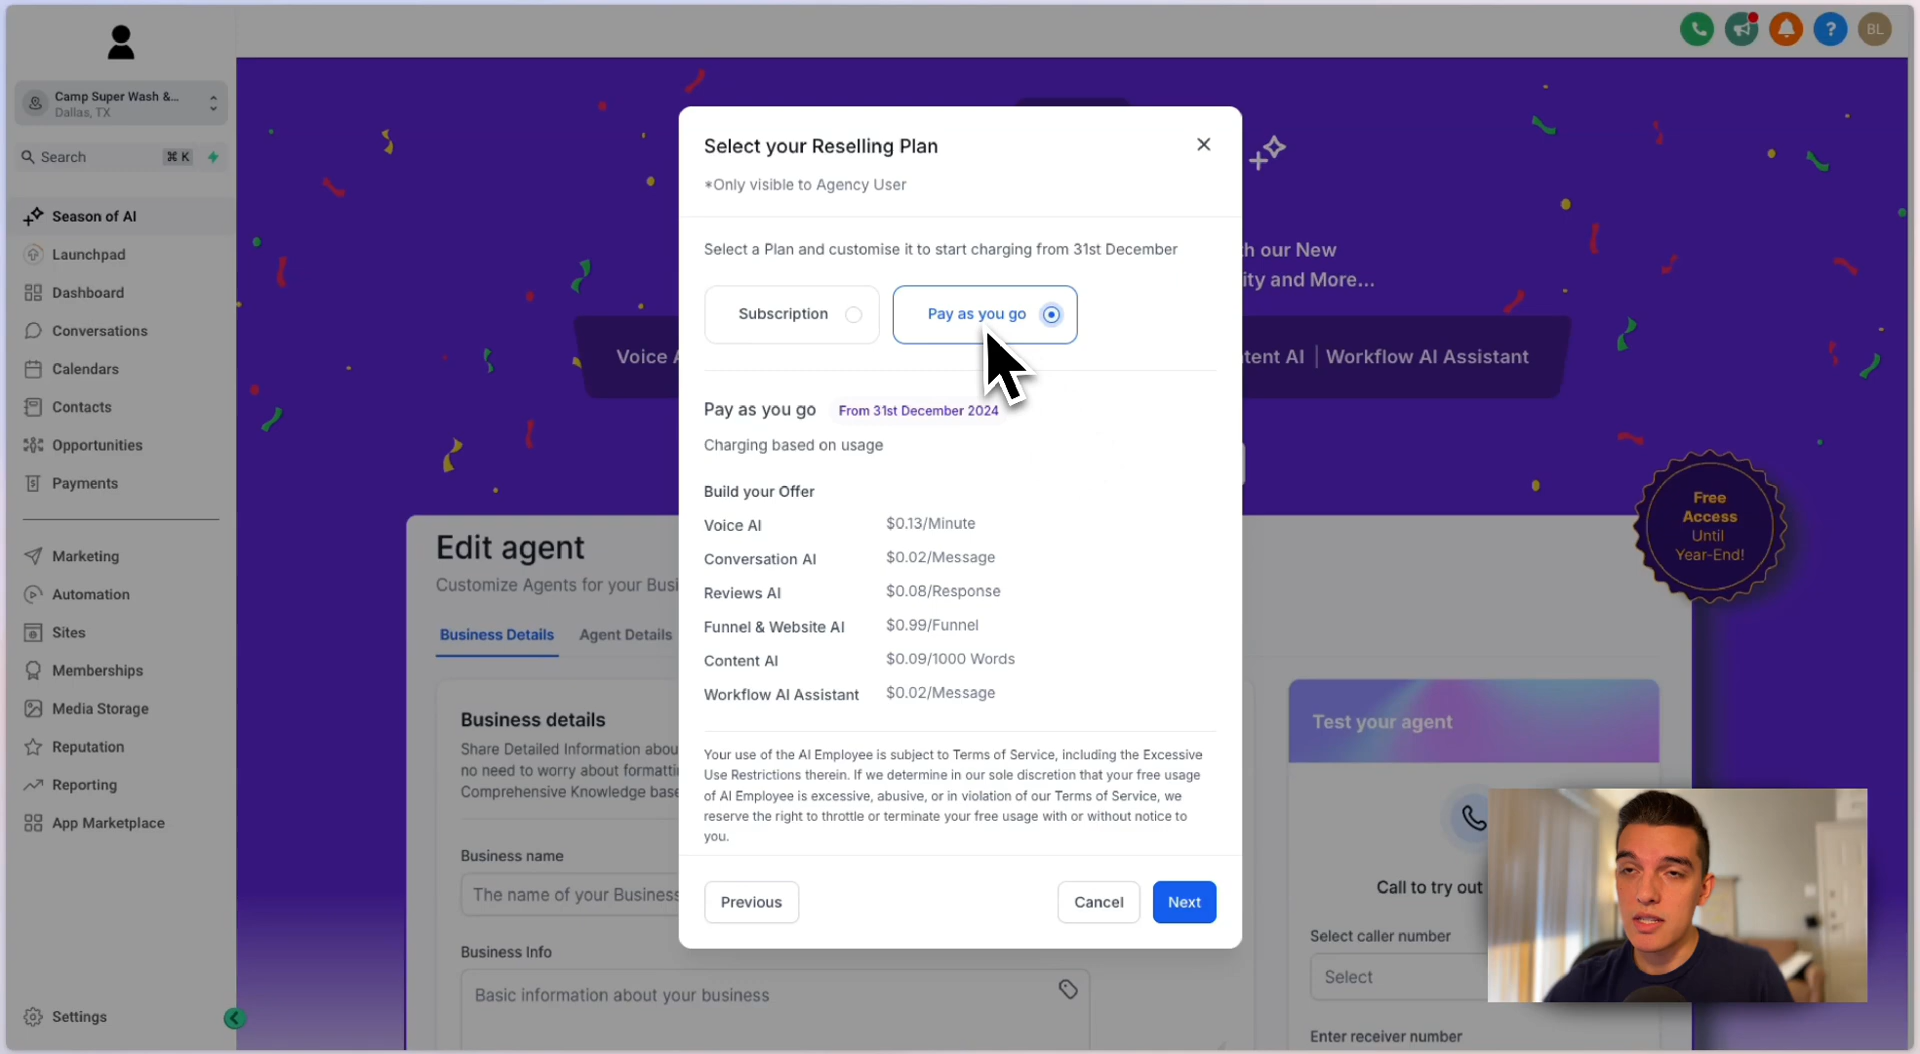 BL
Camp Super Wash &...
Dallas, TX
Search
⌘ K
Season of AI
Launchpad
Dashboard
Conversations
Calendars
Contacts
Opportunities
Payments
Marketing
Automation
Sites
Memberships
Media Storage
Reputation
Reporting
App Marketplace
Settings
Select your Reselling Plan
*Only visible to Agency User
Select a Plan and customise it to start charging from 31st December
Subscription
Pay as you go
Pay as you go From 31st December 2024
Charging based on usage
Build your Offer
Voice AI $0.13/Minute
Conversation AI $0.02/Message
Reviews AI $0.08/Response
Funnel & Website AI $0.99/Funnel
Content AI $0.09/1000 Words
Workflow AI Assistant $0.02/Message
Your use of the AI Employee is subject to Terms of Service, including the Excessive
Use Restrictions therein. If we determine in our sole discretion that your free usage
of AI Employee is excessive, abusive, or in violation of our Terms of Service, we
reserve the right to throttle or terminate your free usage with or without notice to
you.
Previous
Cancel
Next
h our New
ity and More...
Voice A
tent AI | Workflow AI Assistant
Free
Access
Until
Year-End!
Edit agent
Customize Agents for your Busi
Business Details
Agent Details
Business details
Share Detailed Information abou
no need to worry about formatti
Comprehensive Knowledge base
Business name
The name of your Business
Business Info
Basic information about your business
Test your agent
Call to try out
Select caller number
Select
Enter receiver number